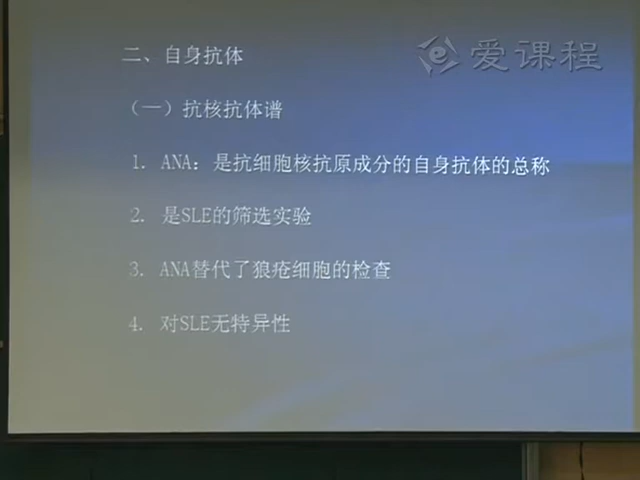 爱课程
二、自身抗体
（一）抗核抗体谱
1. ANA：是抗细胞核抗原成分的自身抗体的总称
2. 是SLE的筛选实验
3. ANA替代了狼疮细胞的检查
4. 对SLE无特异性